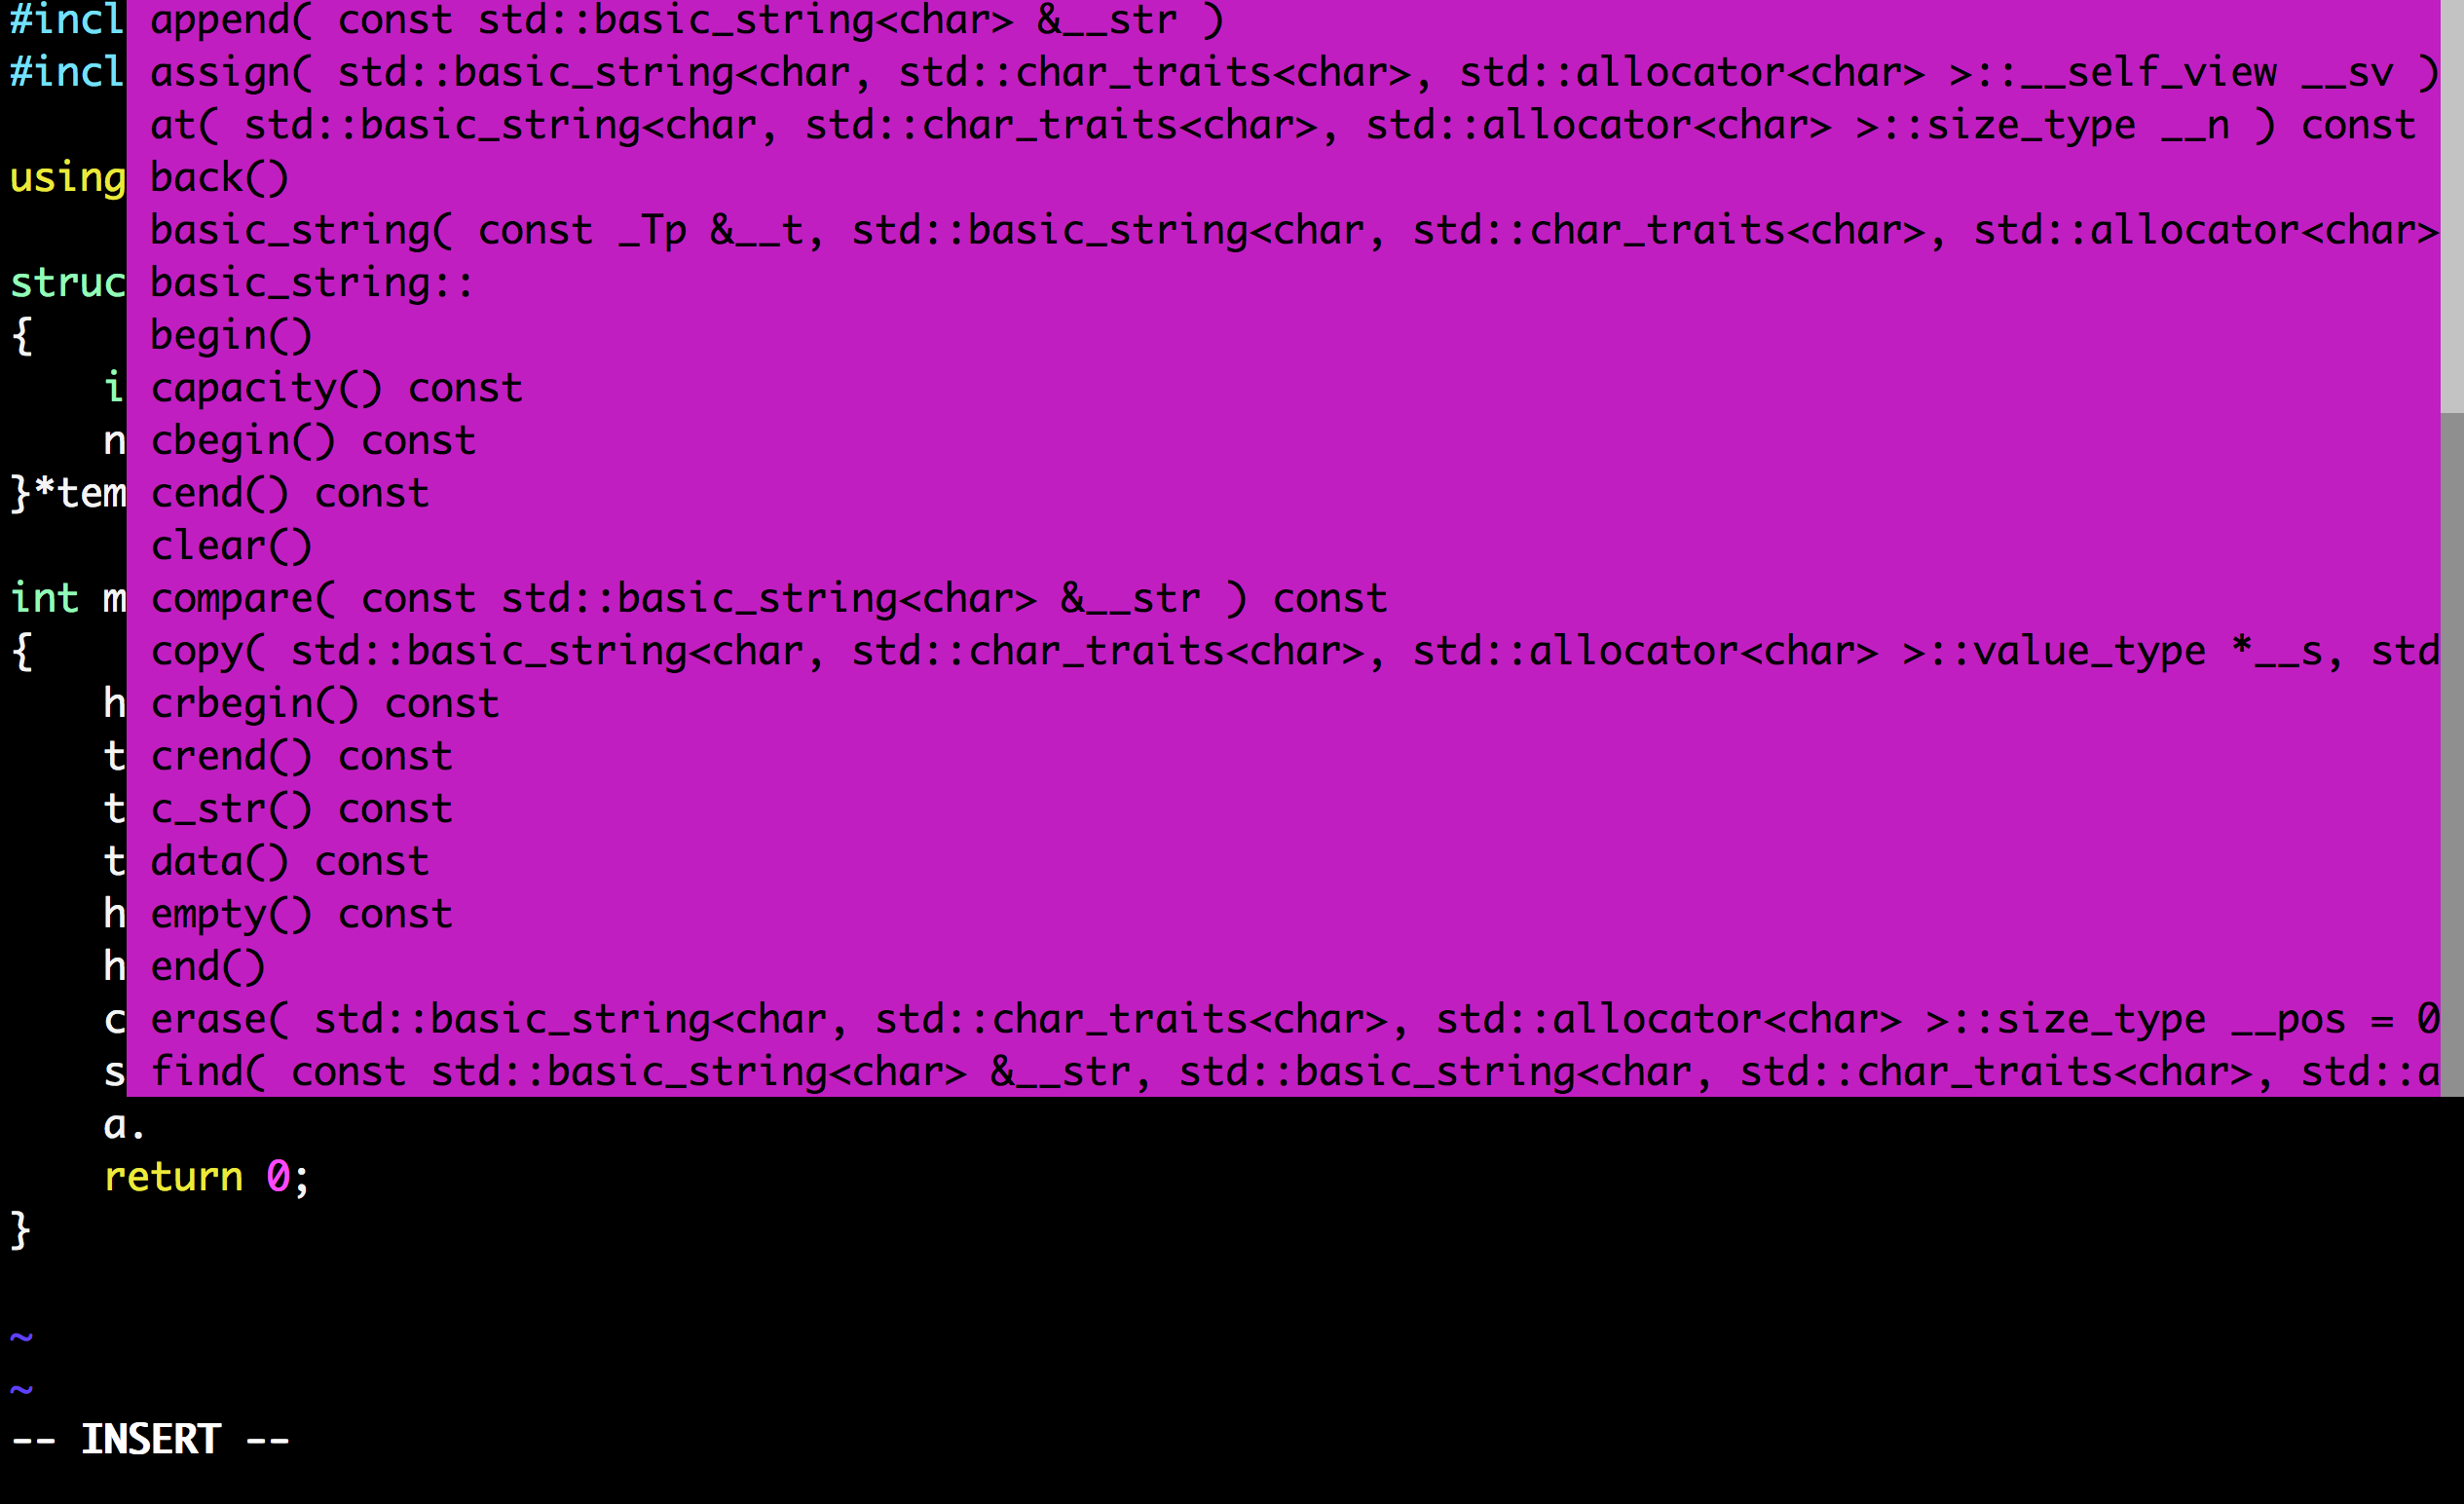 #incl append( const std::basic_string<char> &__str )
#incl assign( std::basic_string<char, std::char_traits<char>, std::allocator<char> >::__self_view __sv )
at( std::basic_string<char, std::char_traits<char>, std::allocator<char> >::size_type __n ) const
using back()
basic_string( const _Tp &__t, std::basic_string<char, std::char_traits<char>, std::allocator<char>
struc basic_string::
{ begin()
i capacity() const
n cbegin() const
}*tem cend() const
clear()
int m compare( const std::basic_string<char> &__str ) const
{ copy( std::basic_string<char, std::char_traits<char>, std::allocator<char> >::value_type *__s, std
h crbegin() const
t crend() const
t c_str() const
t data() const
h empty() const
h end()
c erase( std::basic_string<char, std::char_traits<char>, std::allocator<char> >::size_type __pos = 0
s find( const std::basic_string<char> &__str, std::basic_string<char, std::char_traits<char>, std::a
a.
return 0;
}
~
~
-- INSERT --